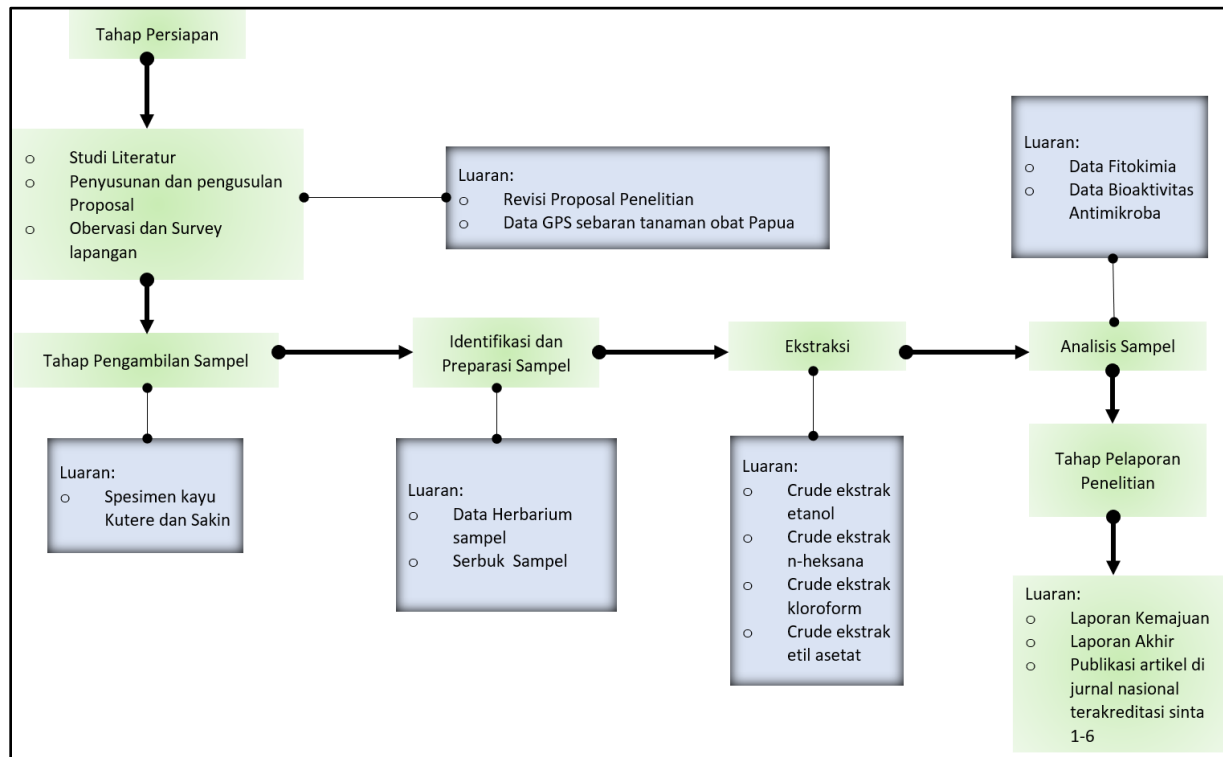 Tahap Persiapan
o Studi Literatur
o Penyusunan dan pengusulan
Proposal
o Obervasi dan Survey
lapangan
Luaran:
o Revisi Proposal Penelitian
o Data GPS sebaran tanaman obat Papua
Luaran:
o Data Fitokimia
o Data Bioaktivitas
Antimikroba
Tahap Pengambilan Sampel
Identifikasi dan
Preparasi Sampel
Ekstraksi
Analisis Sampel
Luaran:
o Spesimen kayu
Kutere dan Sakin
Luaran:
o Data Herbarium
sampel
o Serbuk Sampel
Luaran:
o Crude ekstrak
etanol
o Crude ekstrak
n-heksana
o Crude ekstrak
kloroform
o Crude ekstrak
etil asetat
Tahap Pelaporan
Penelitian
Luaran:
o Laporan Kemajuan
o Laporan Akhir
o Publikasi artikel di
jurnal nasional
terakreditasi sinta
1-6